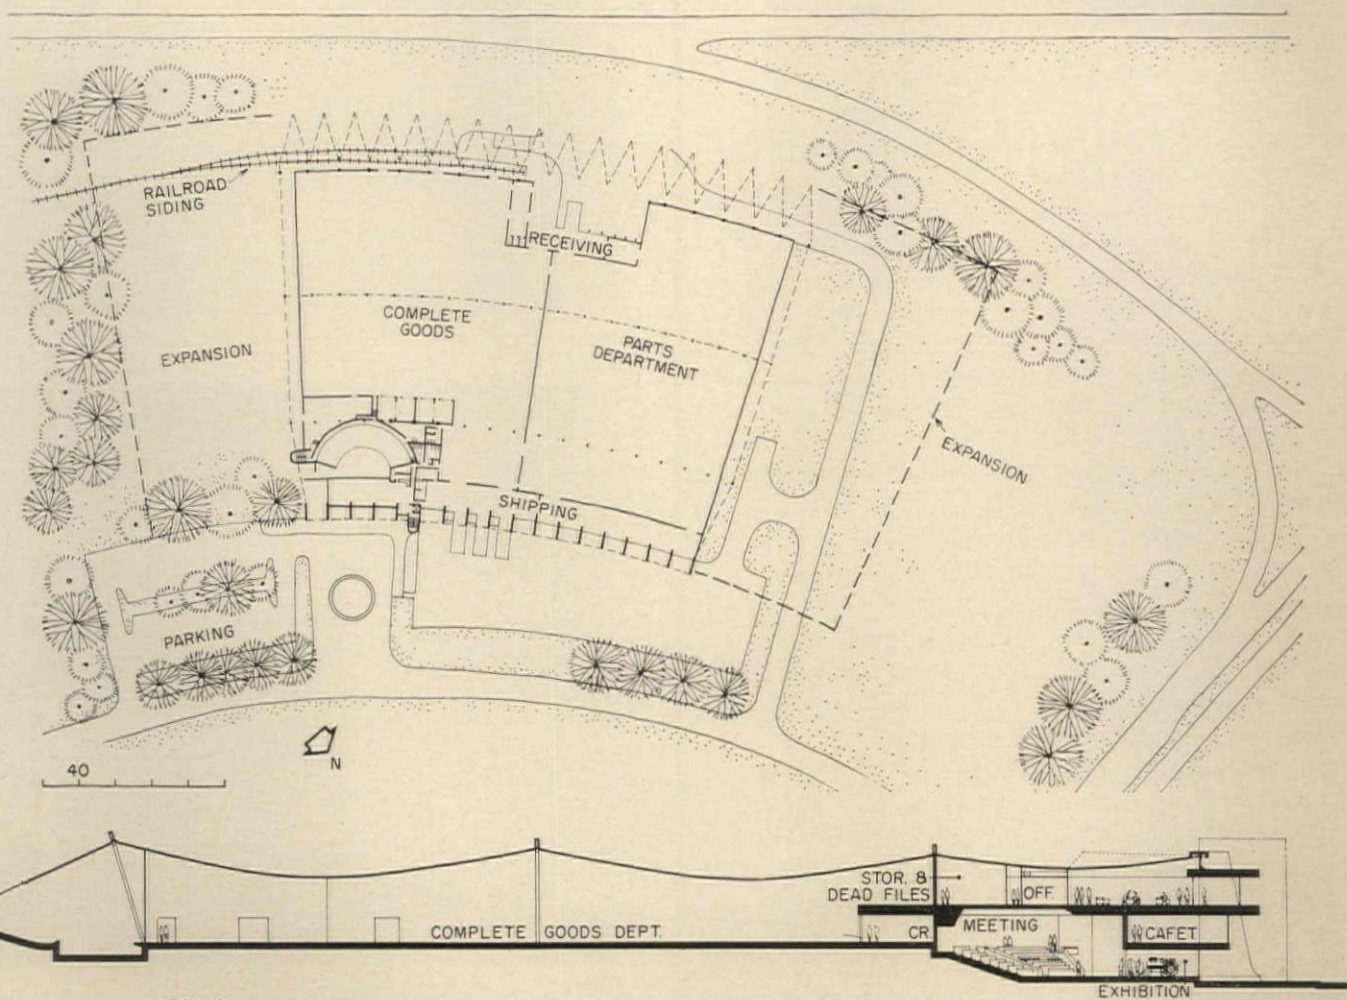 RAILROAD
SIDING
RECEIVING
COMPLETE
GOODS
PARTS
DEPARTMENT
EXPANSION
EXPANSION
SHIPPING
PARKING
N
40
STOR. &
DEAD FILES
OFF.
COMPLETE GOODS DEPT.
CR
MEETING
CAFET.
EXHIBITION